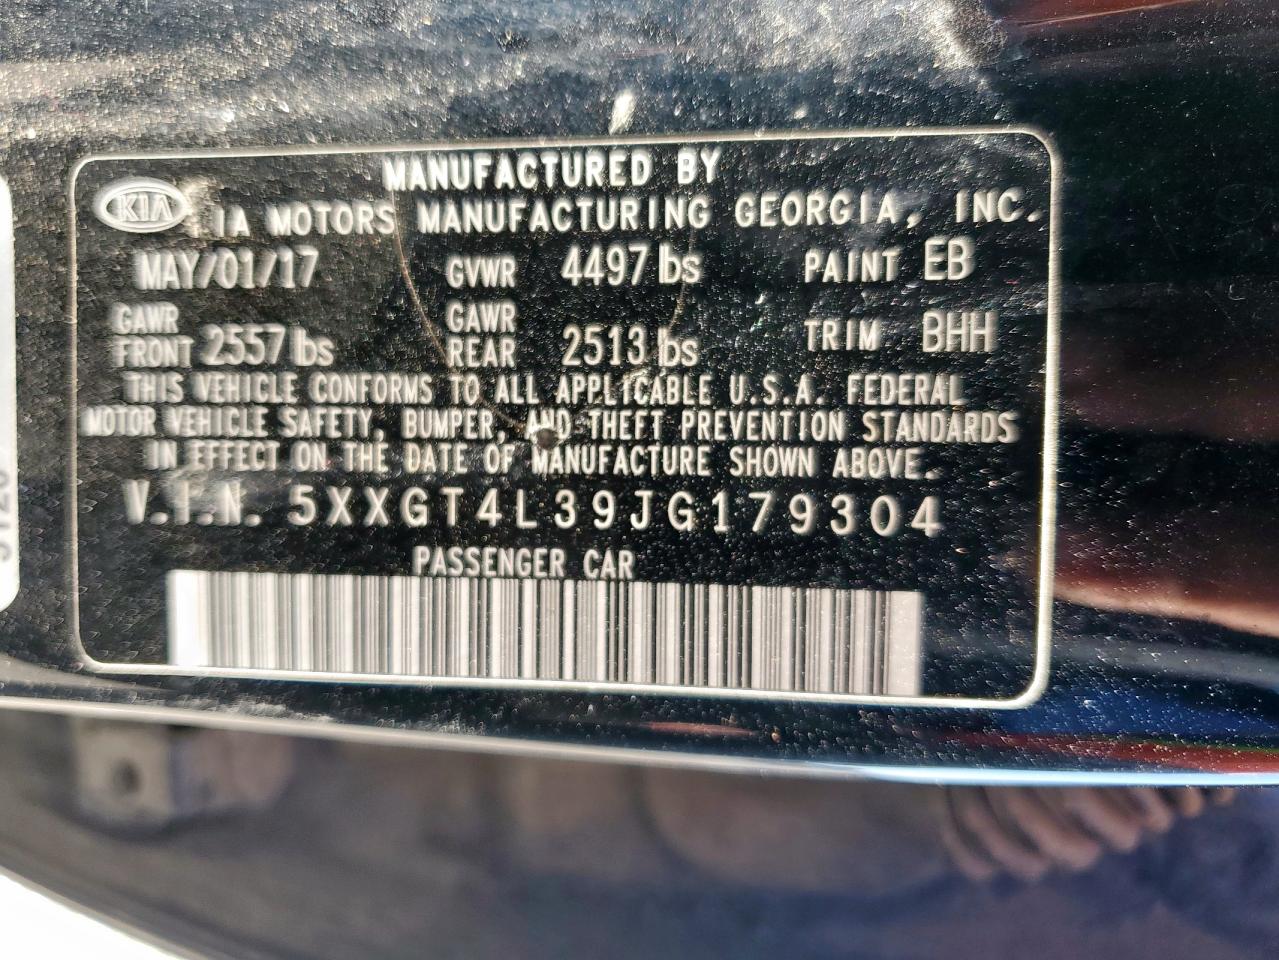 MANUFACTURED BY
KIA
IA MOTORS MANUFACTURING GEORGIA, INC.
MAY/01/17 GVWR 4497 lbs PAINT EB
GAWR FRONT 2557 lbs GAWR REAR 2513 lbs TRIM BHH
THIS VEHICLE CONFORMS TO ALL APPLICABLE U.S.A. FEDERAL
MOTOR VEHICLE SAFETY, BUMPER, AND THEFT PREVENTION STANDARDS
IN EFFECT ON THE DATE OF MANUFACTURE SHOWN ABOVE.
V.I.N. 5XXGT4L39JG179304
PASSENGER CAR